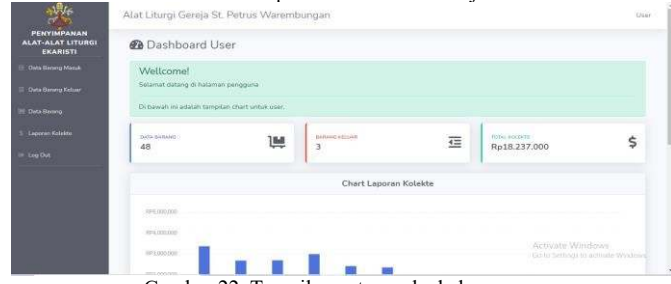 PENYIMPANAN
ALAT-ALAT LITURGI
EKARISTI
Data Barang Masuk
Data Barang Keluar
Data Barang
Laporan Kolekte
Log Out
Alat Liturgi Gereja St. Petrus Warembungan
User
Dashboard User
Wellcome!
Selamat datang di halaman pengguna
Di bawah ini adalah tampilan chart untuk user.
DATA BARANG
48
BARANG KELUAR
3
TOTAL KOLEKTE
Rp18.237.000
Chart Laporan Kolekte
Activate Windows
Go to Settings to activate Windows.